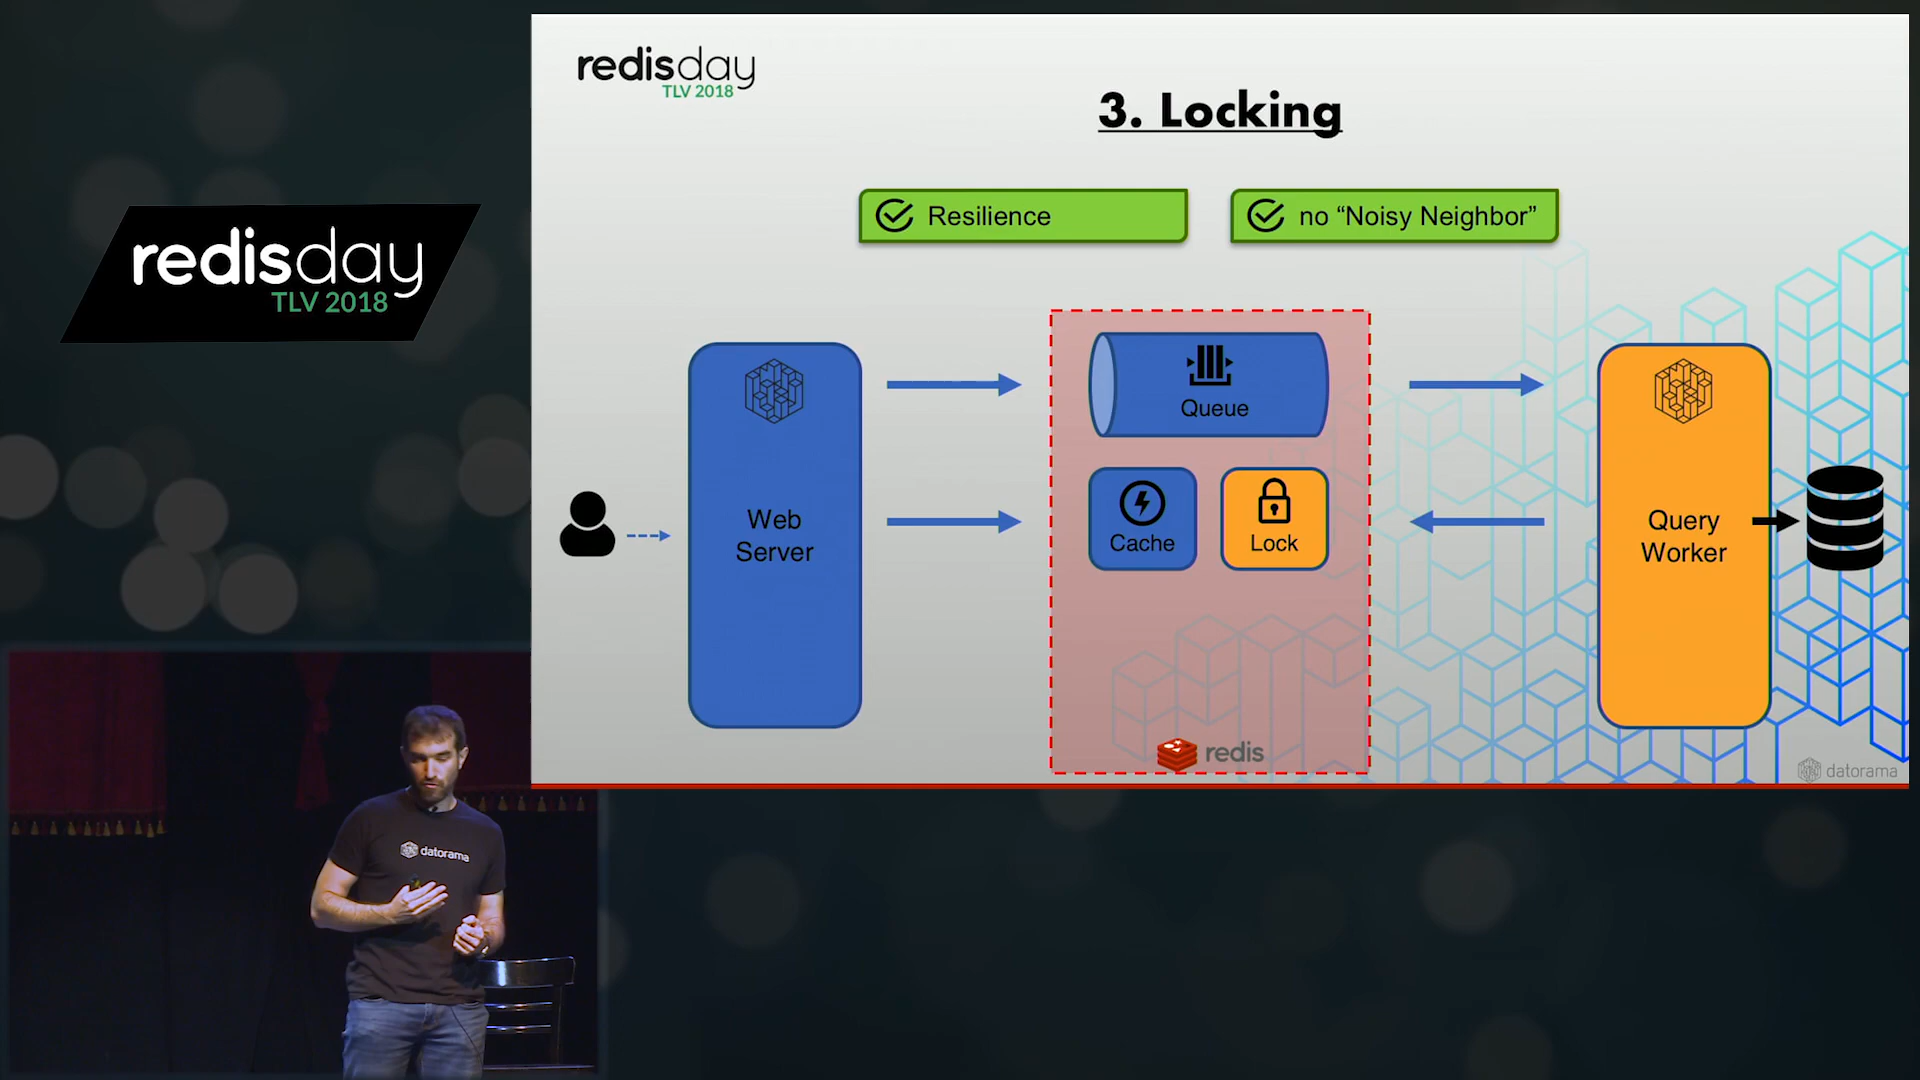 redisday
TLV 2018
3. Locking
Resilience
no “Noisy Neighbor”
redisday
TLV 2018
Queue
Cache
Lock
Web
Server
Query
Worker
redis
datorama
datorama